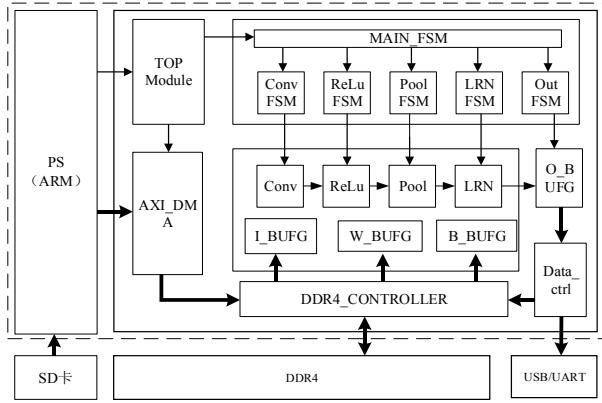 TOP
Module
MAIN_FSM
Conv
FSM
ReLu
FSM
Pool
FSM
LRN
FSM
Out
FSM
PS
（ARM）
AXI_DM
A
Conv
ReLu
Pool
LRN
O_B
UFG
I_BUFG
W_BUFG
B_BUFG
Data_
ctrl
DDR4_CONTROLLER
SD卡
DDR4
USB/UART